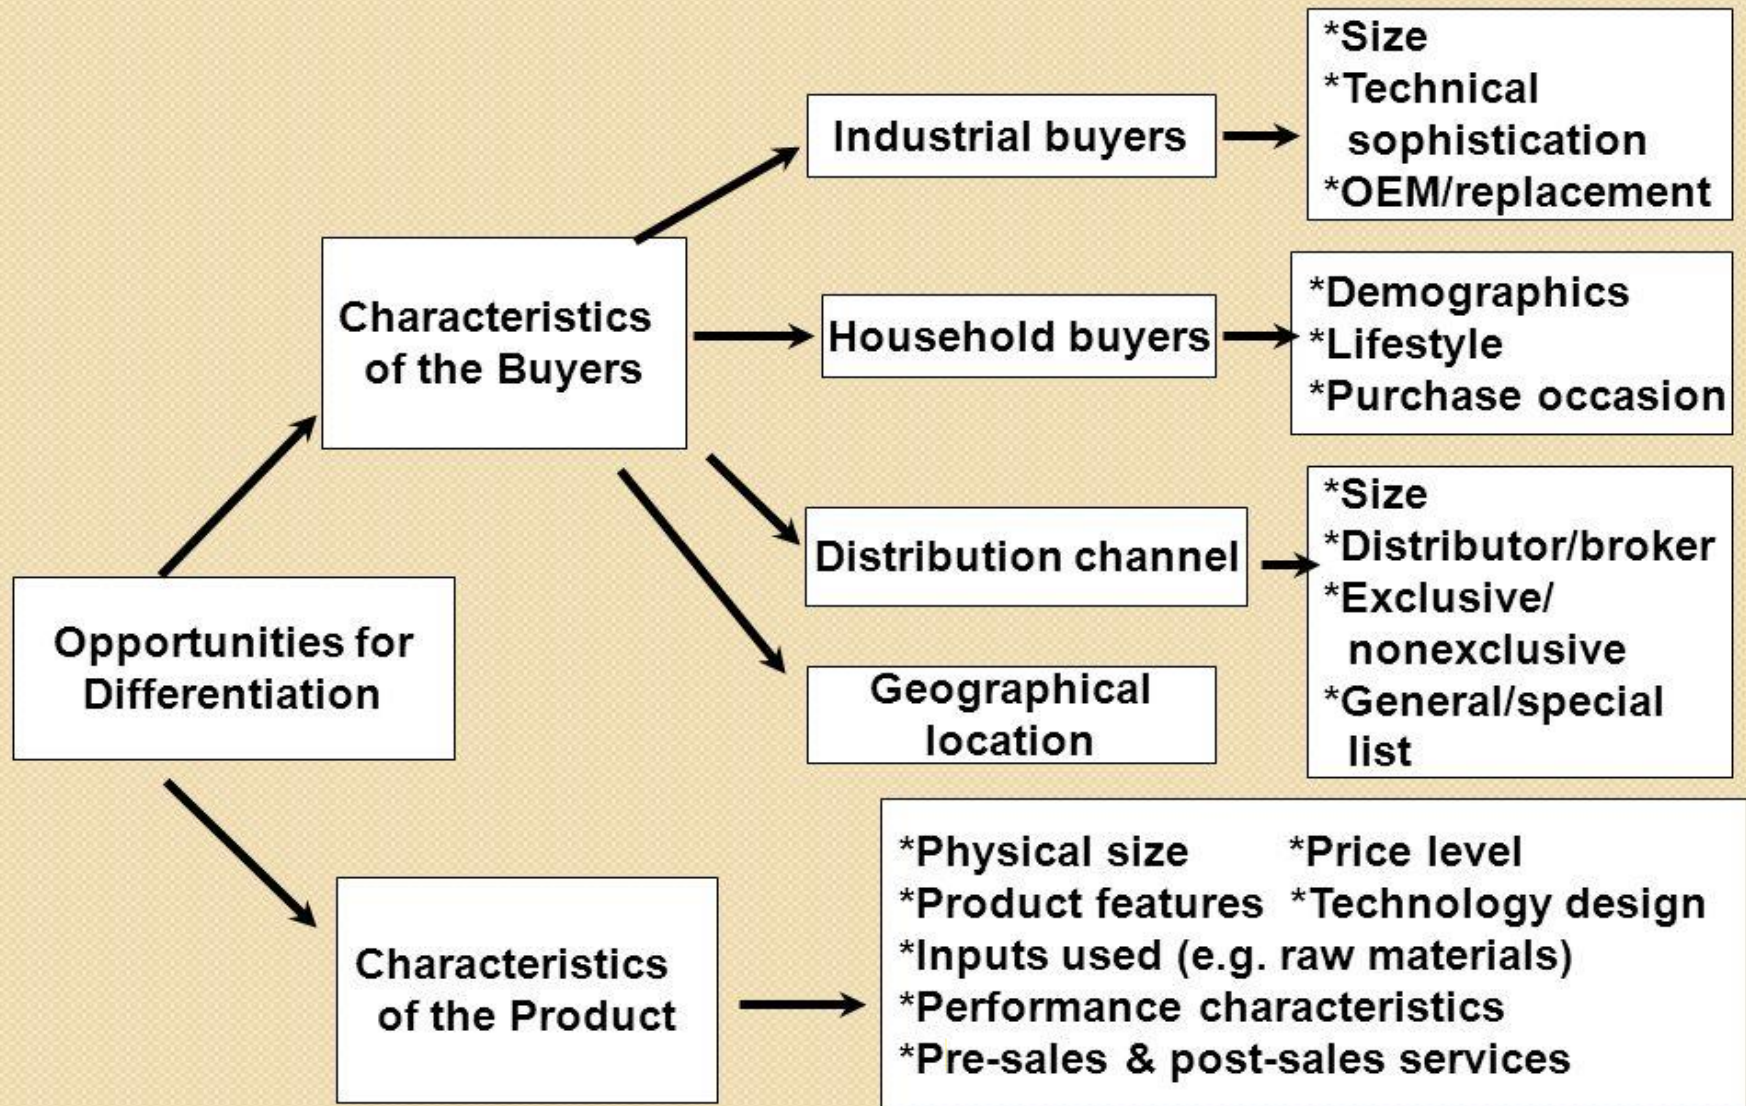 Opportunities for
Differentiation
Characteristics
of the Buyers
Industrial buyers
*Size
*Technical
sophistication
*OEM/replacement
Household buyers
*Demographics
*Lifestyle
*Purchase occasion
Distribution channel
*Size
*Distributor/broker
*Exclusive/
nonexclusive
*General/special
list
Geographical
location
Characteristics
of the Product
*Physical size *Price level
*Product features *Technology design
*Inputs used (e.g. raw materials)
*Performance characteristics
*Pre-sales & post-sales services